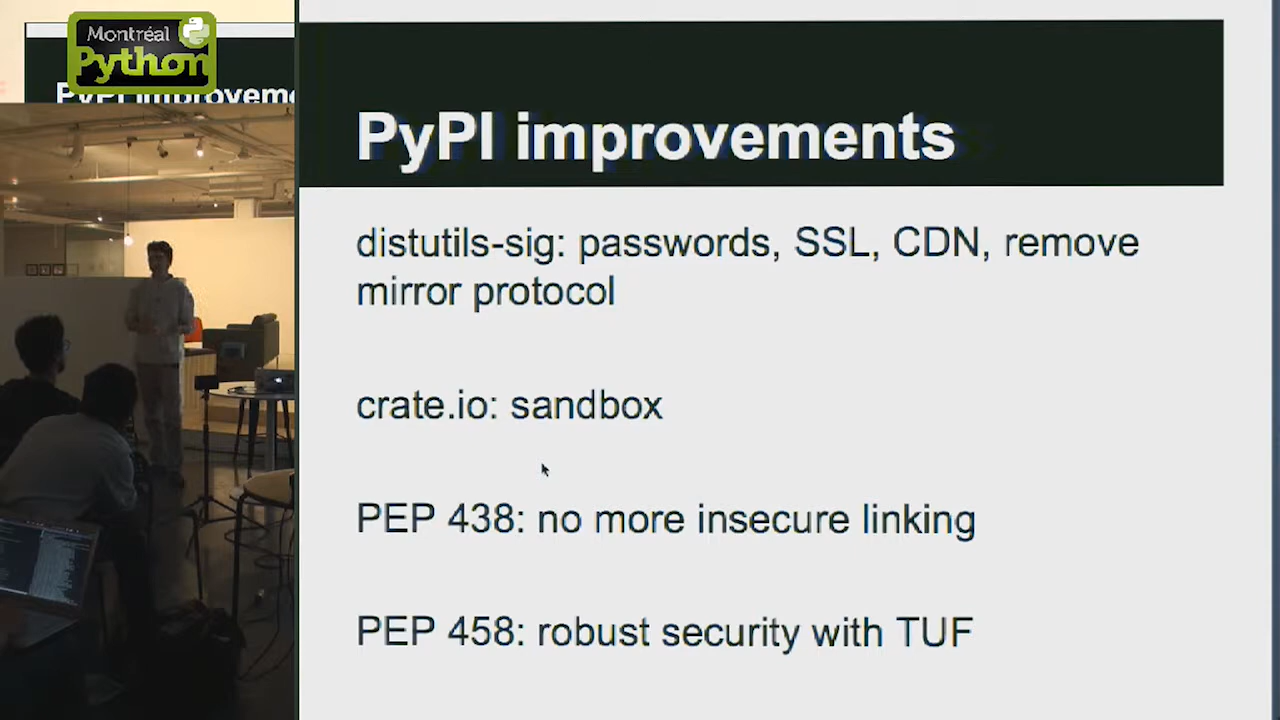 Montréal
Python
PyPI improveme
PyPI improvements
distutils-sig: passwords, SSL, CDN, remove
mirror protocol
crate.io: sandbox
PEP 438: no more insecure linking
PEP 458: robust security with TUF